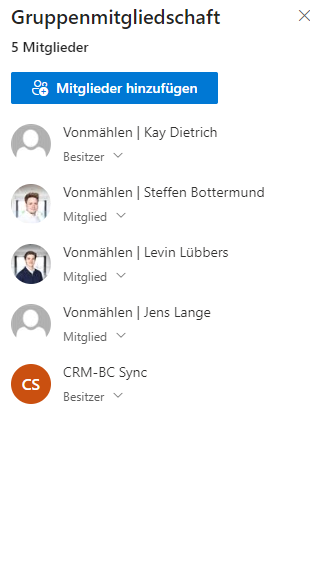 Gruppenmitgliedschaft
5 Mitglieder
Mitglieder hinzufügen
Vonmählen | Kay Dietrich
Besitzer
Vonmählen | Steffen Bottermund
Mitglied
Vonmählen | Levin Lübbers
Mitglied
Vonmählen | Jens Lange
Mitglied
CS
CRM-BC Sync
Besitzer